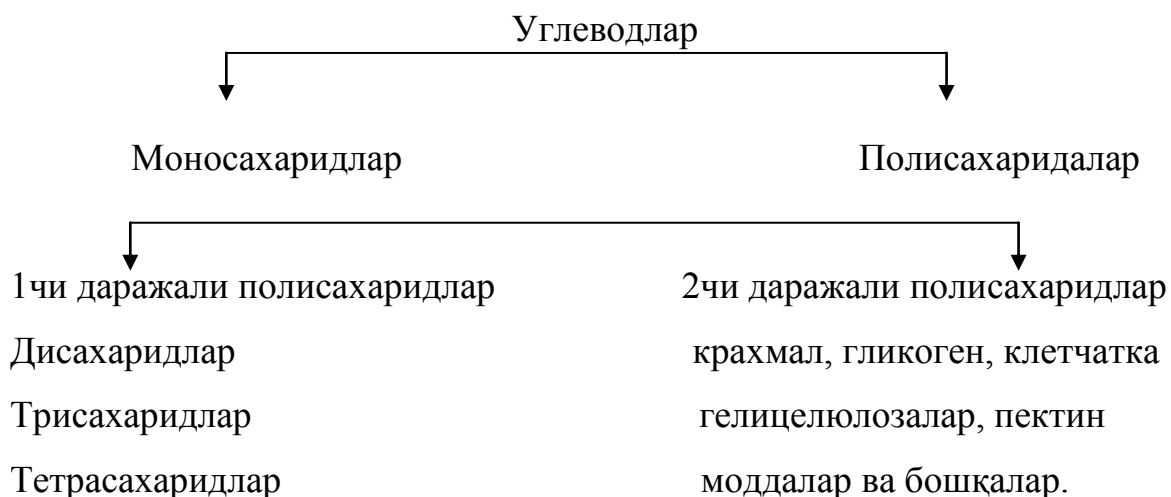 Углеводлар
Моносахаридлар Полисахаридалар
1чи даражали полисахаридлар 2чи даражали полисахаридлар
Дисахаридлар крахмал, гликоген, клетчатка
Трисахаридлар гелицелюлозалар, пектин
Тетрасахаридлар моддалар ва бошқалар.